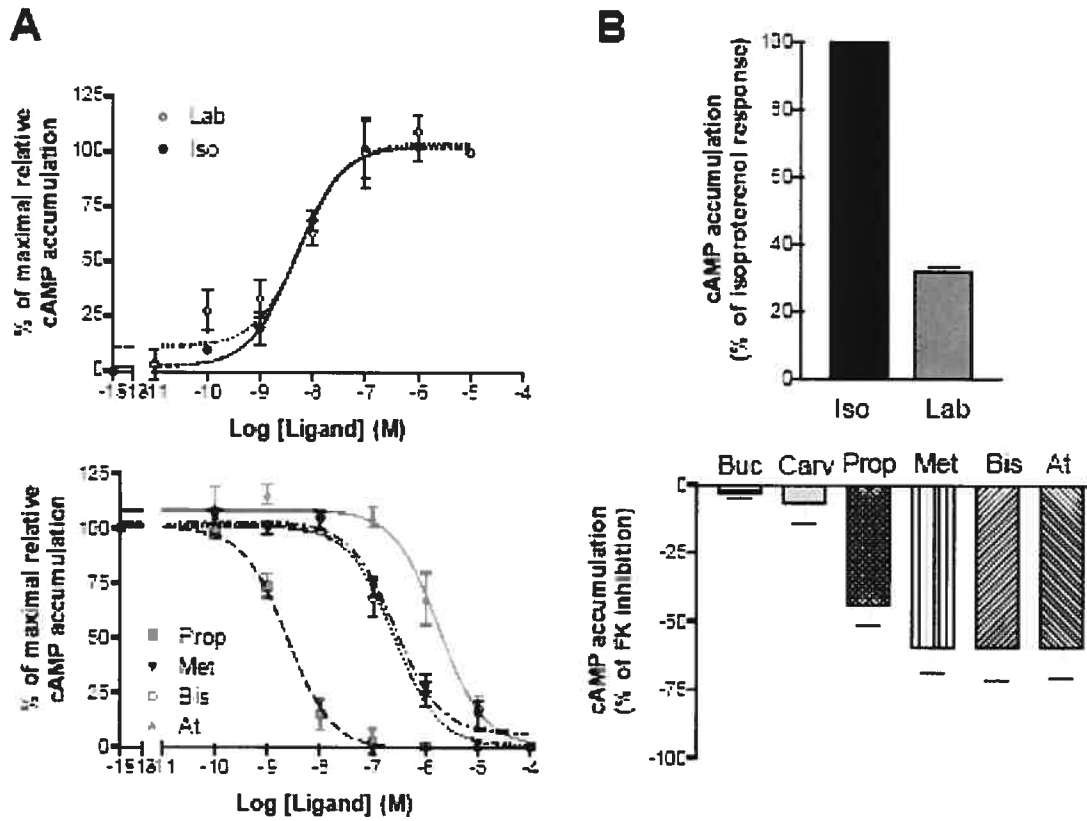 A
% of maximal relative
cAMP accumulation
125
100
75
50
25
0
Lab
Iso
-10
-9
-8
-7
-6
-5
-4
Log [Ligand] (M)
% of maximal relative
cAMP accumulation
125
100
75
50
25
0
Prop
Met
Bis
At
-10
-9
-8
-7
-6
-5
-4
Log [Ligand] (M)
B
cAMP accumulation
(% of isoproterenol response)
100
80
60
40
20
0
Iso Lab
Buc Carv Prop Met Bis At
cAMP accumulation
(% of FK inhibition)
0
-25
-50
-75
-100